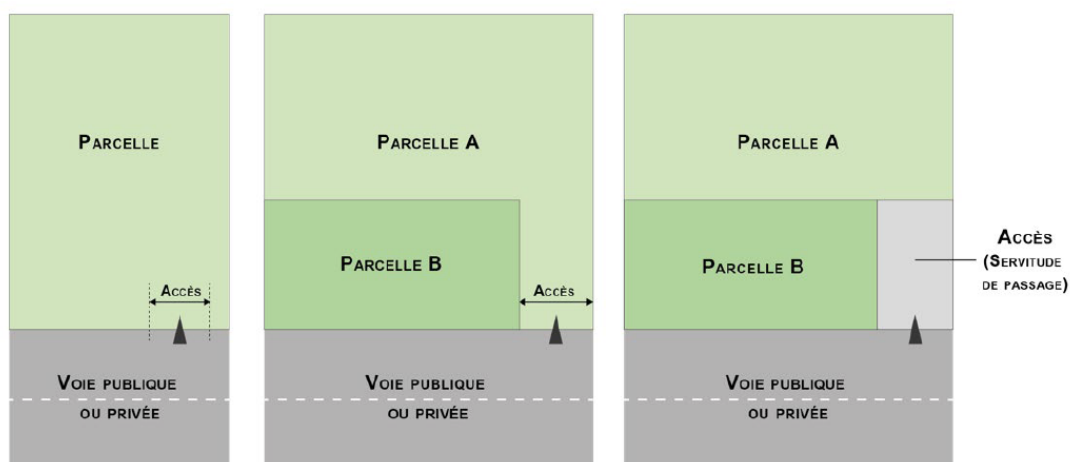 PARCELLE
ACCÈS
VOIE PUBLIQUE
OU PRIVÉE
PARCELLE A
PARCELLE B
ACCÈS
VOIE PUBLIQUE
OU PRIVÉE
PARCELLE A
PARCELLE B
ACCÈS
(SERVITUDE
DE PASSAGE)
VOIE PUBLIQUE
OU PRIVÉE